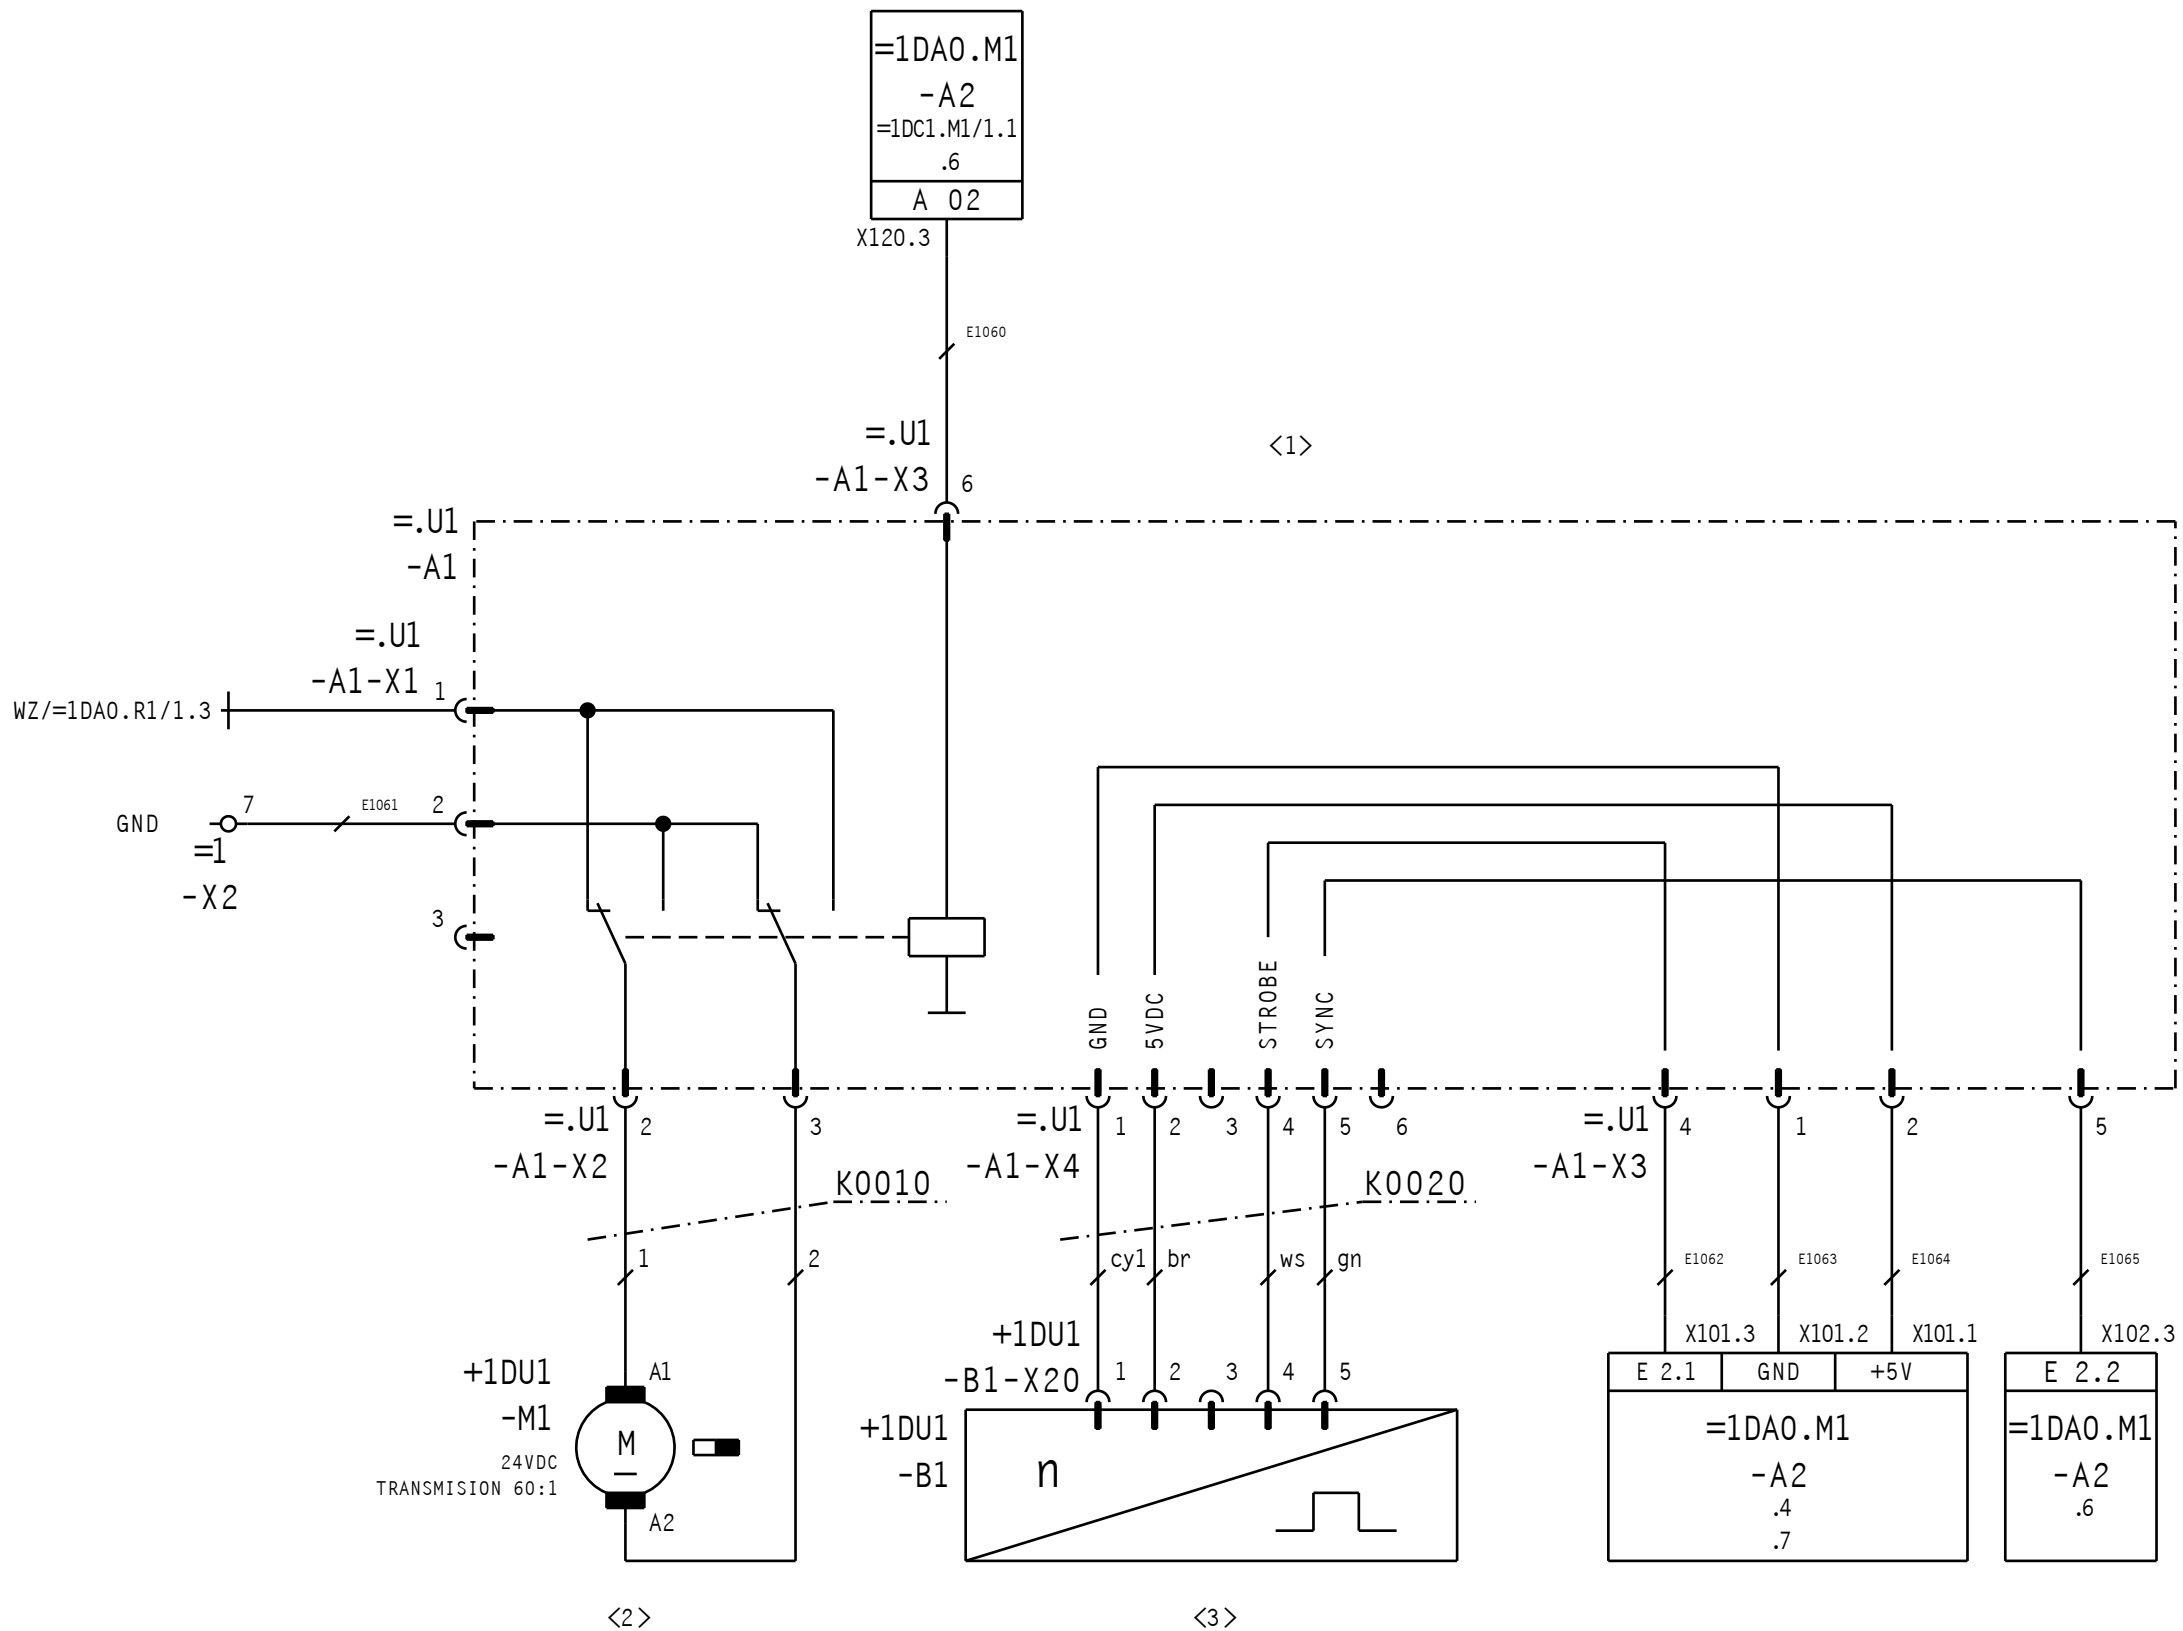 =1DA0.M1
-A2
=1DC1.M1/1.1
.6
A 02
X120.3
E1060
=.U1
-A1-X3
6
<1>
=.U1
-A1
=.U1
-A1-X1
1
WZ/=1DA0.R1/1.3
GND
7
E1061
2
=1
-X2
3
GND
5VDC
STROBE
SYNC
=.U1
-A1-X2
2
3
=.U1
-A1-X4
1
2
3
4
5
6
=.U1
-A1-X3
4
1
2
5
K0010
K0020
1
2
cyl
br
ws
gn
E1062
E1063
E1064
E1065
+1DU1
-B1-X20
1
2
3
4
5
X101.3
X101.2
X101.1
X102.3
+1DU1
-M1
24VDC
TRANSMISION 60:1
A1
M
A2
+1DU1
-B1
n
E 2.1
GND
+5V
=1DA0.M1
-A2
.4
.7
E 2.2
=1DA0.M1
-A2
.6
<2>
<3>